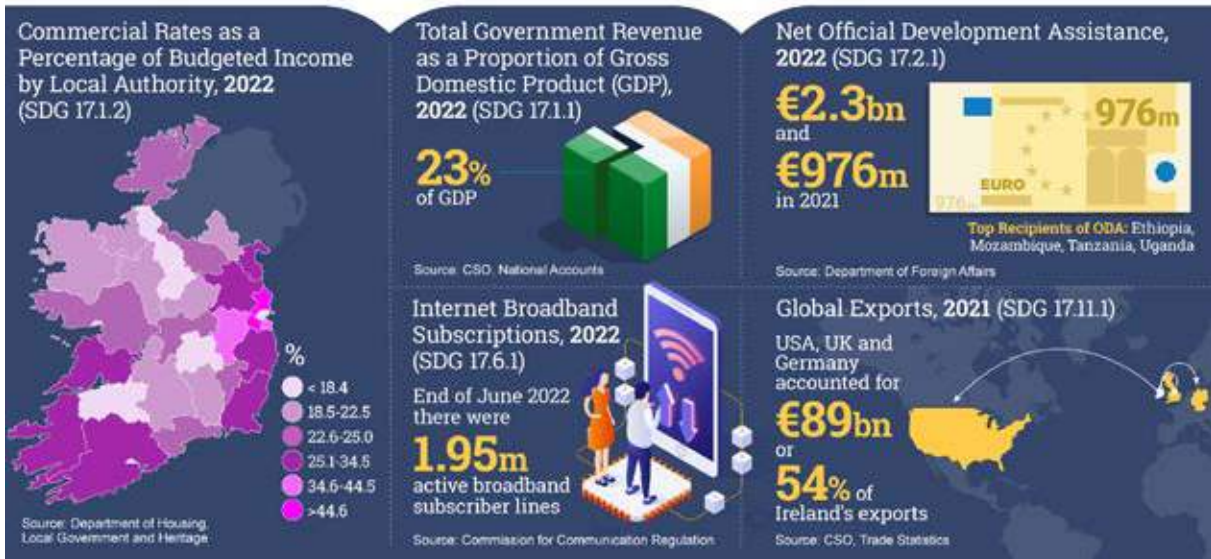 Commercial Rates as a
Percentage of Budgeted Income
by Local Authority, 2022
(SDG 17.1.2)
%
< 18.4
18.5-22.5
22.6-25.0
25.1-34.5
34.6-44.5
>44.6
Source: Department of Housing,
Local Government and Heritage
Total Government Revenue
as a Proportion of Gross
Domestic Product (GDP),
2022 (SDG 17.1.1)
23%
of GDP
Source: CSO, National Accounts
Net Official Development Assistance,
2022 (SDG 17.2.1)
€2.3bn
and
€976m
in 2021
976m
EURO
976m
Top Recipients of ODA: Ethiopia,
Mozambique, Tanzania, Uganda
Source: Department of Foreign Affairs
Internet Broadband
Subscriptions, 2022
(SDG 17.6.1)
End of June 2022
there were
1.95m
active broadband
subscriber lines
Source: Commission for Communication Regulation
Global Exports, 2021 (SDG 17.11.1)
USA, UK and
Germany
accounted for
€89bn
or
54% of
Ireland's exports
Source: CSO, Trade Statistics